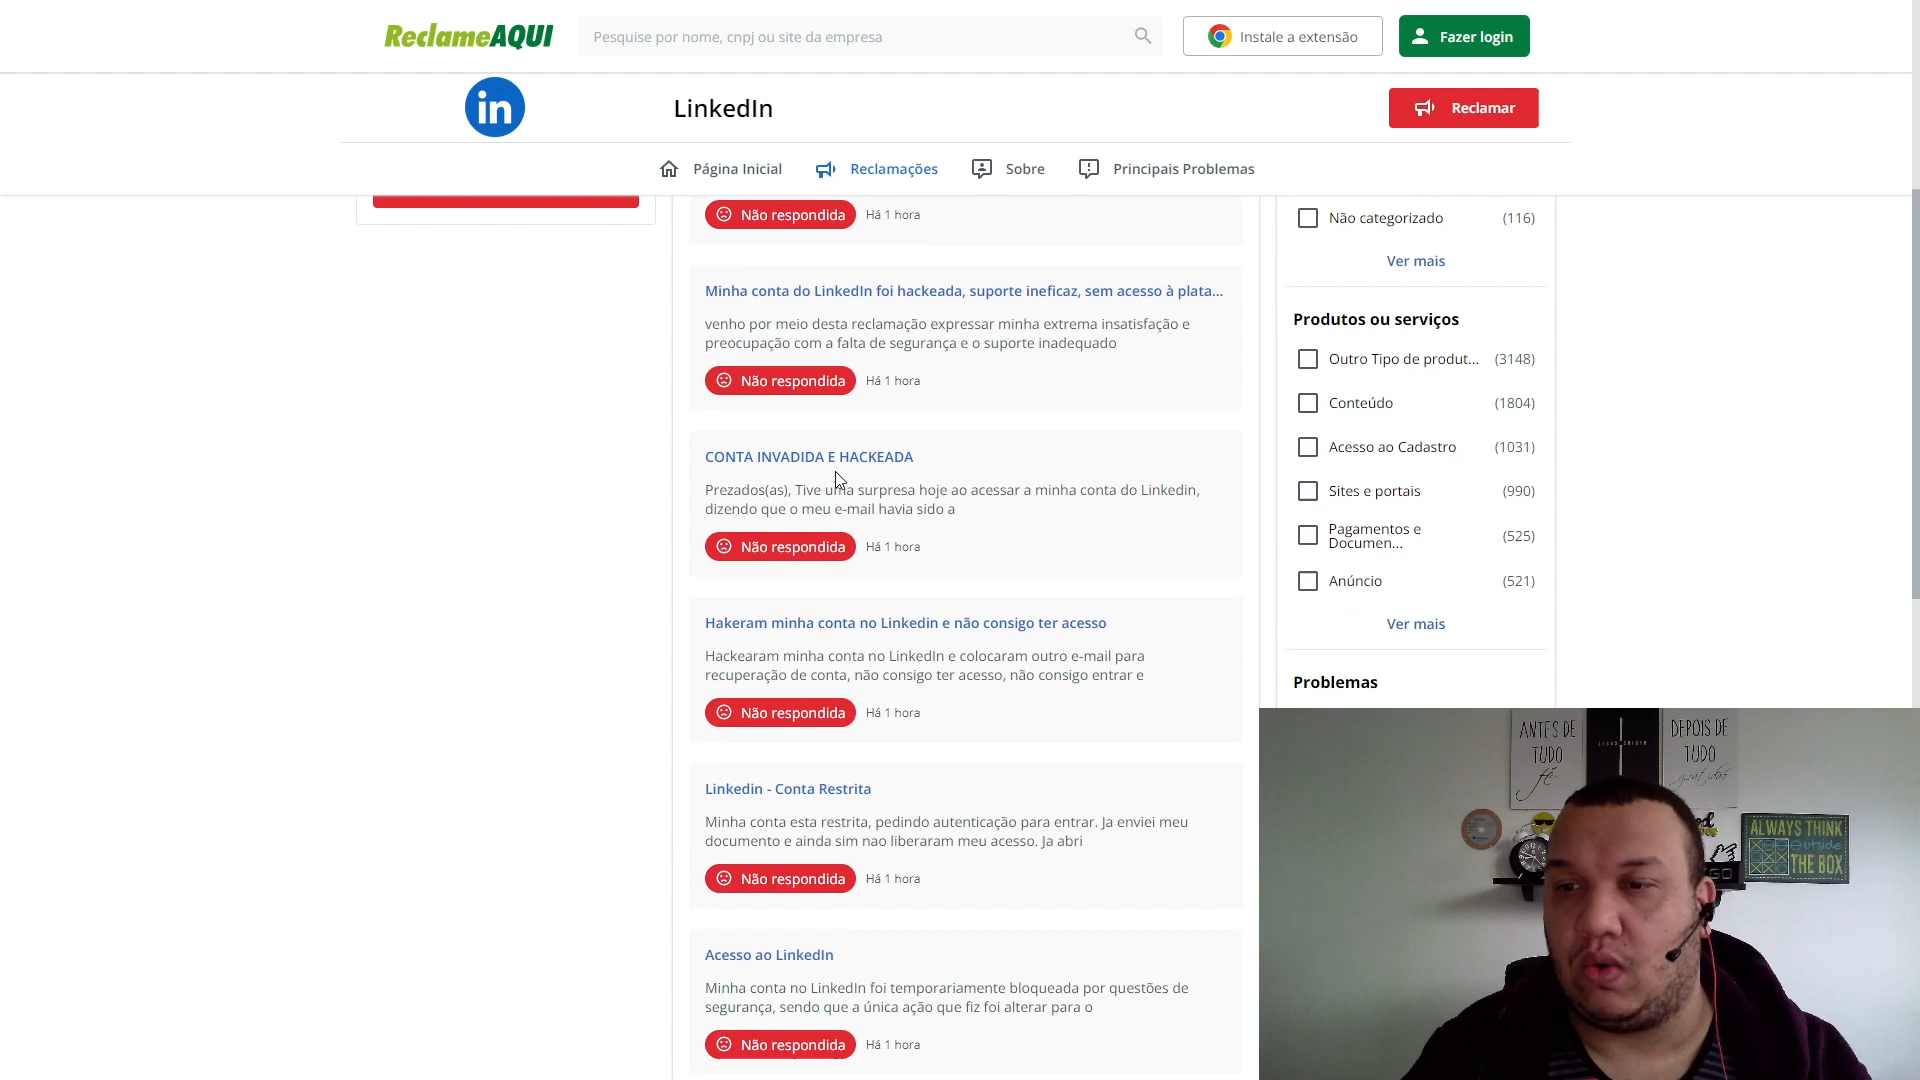 ReclameAQUI
Pesquise por nome, cnpj ou site da empresa
Instale a extensão
Fazer login
in
LinkedIn
Reclamar
Página Inicial
Reclamações
Sobre
Principais Problemas
Não respondida Há 1 hora
Minha conta do LinkedIn foi hackeada, suporte ineficaz, sem acesso à plata...
venho por meio desta reclamação expressar minha extrema insatisfação e
preocupação com a falta de segurança e o suporte inadequado
Não respondida Há 1 hora
CONTA INVADIDA E HACKEADA
Prezados(as), Tive uma surpresa hoje ao acessar a minha conta do Linkedin,
dizendo que o meu e-mail havia sido a
Não respondida Há 1 hora
Hakeram minha conta no Linkedin e não consigo ter acesso
Hackearam minha conta no LinkedIn e colocaram outro e-mail para
recuperação de conta, não consigo ter acesso, não consigo entrar e
Não respondida Há 1 hora
Linkedin - Conta Restrita
Minha conta esta restrita, pedindo autenticação para entrar. Ja enviei meu
documento e ainda sim nao liberaram meu acesso. Ja abri
Não respondida Há 1 hora
Acesso ao LinkedIn
Minha conta no LinkedIn foi temporariamente bloqueada por questões de
segurança, sendo que a única ação que fiz foi alterar para o
Não respondida Há 1 hora
Não categorizado (116)
Ver mais
Produtos ou serviços
Outro Tipo de produt... (3148)
Conteúdo (1804)
Acesso ao Cadastro (1031)
Sites e portais (990)
Pagamentos e
Documen... (525)
Anúncio (521)
Ver mais
Problemas
ANTES DE
TUDO
fé
DEPOIS DE
TUDO
gratidão
ALWAYS THINK
outside
THE BOX